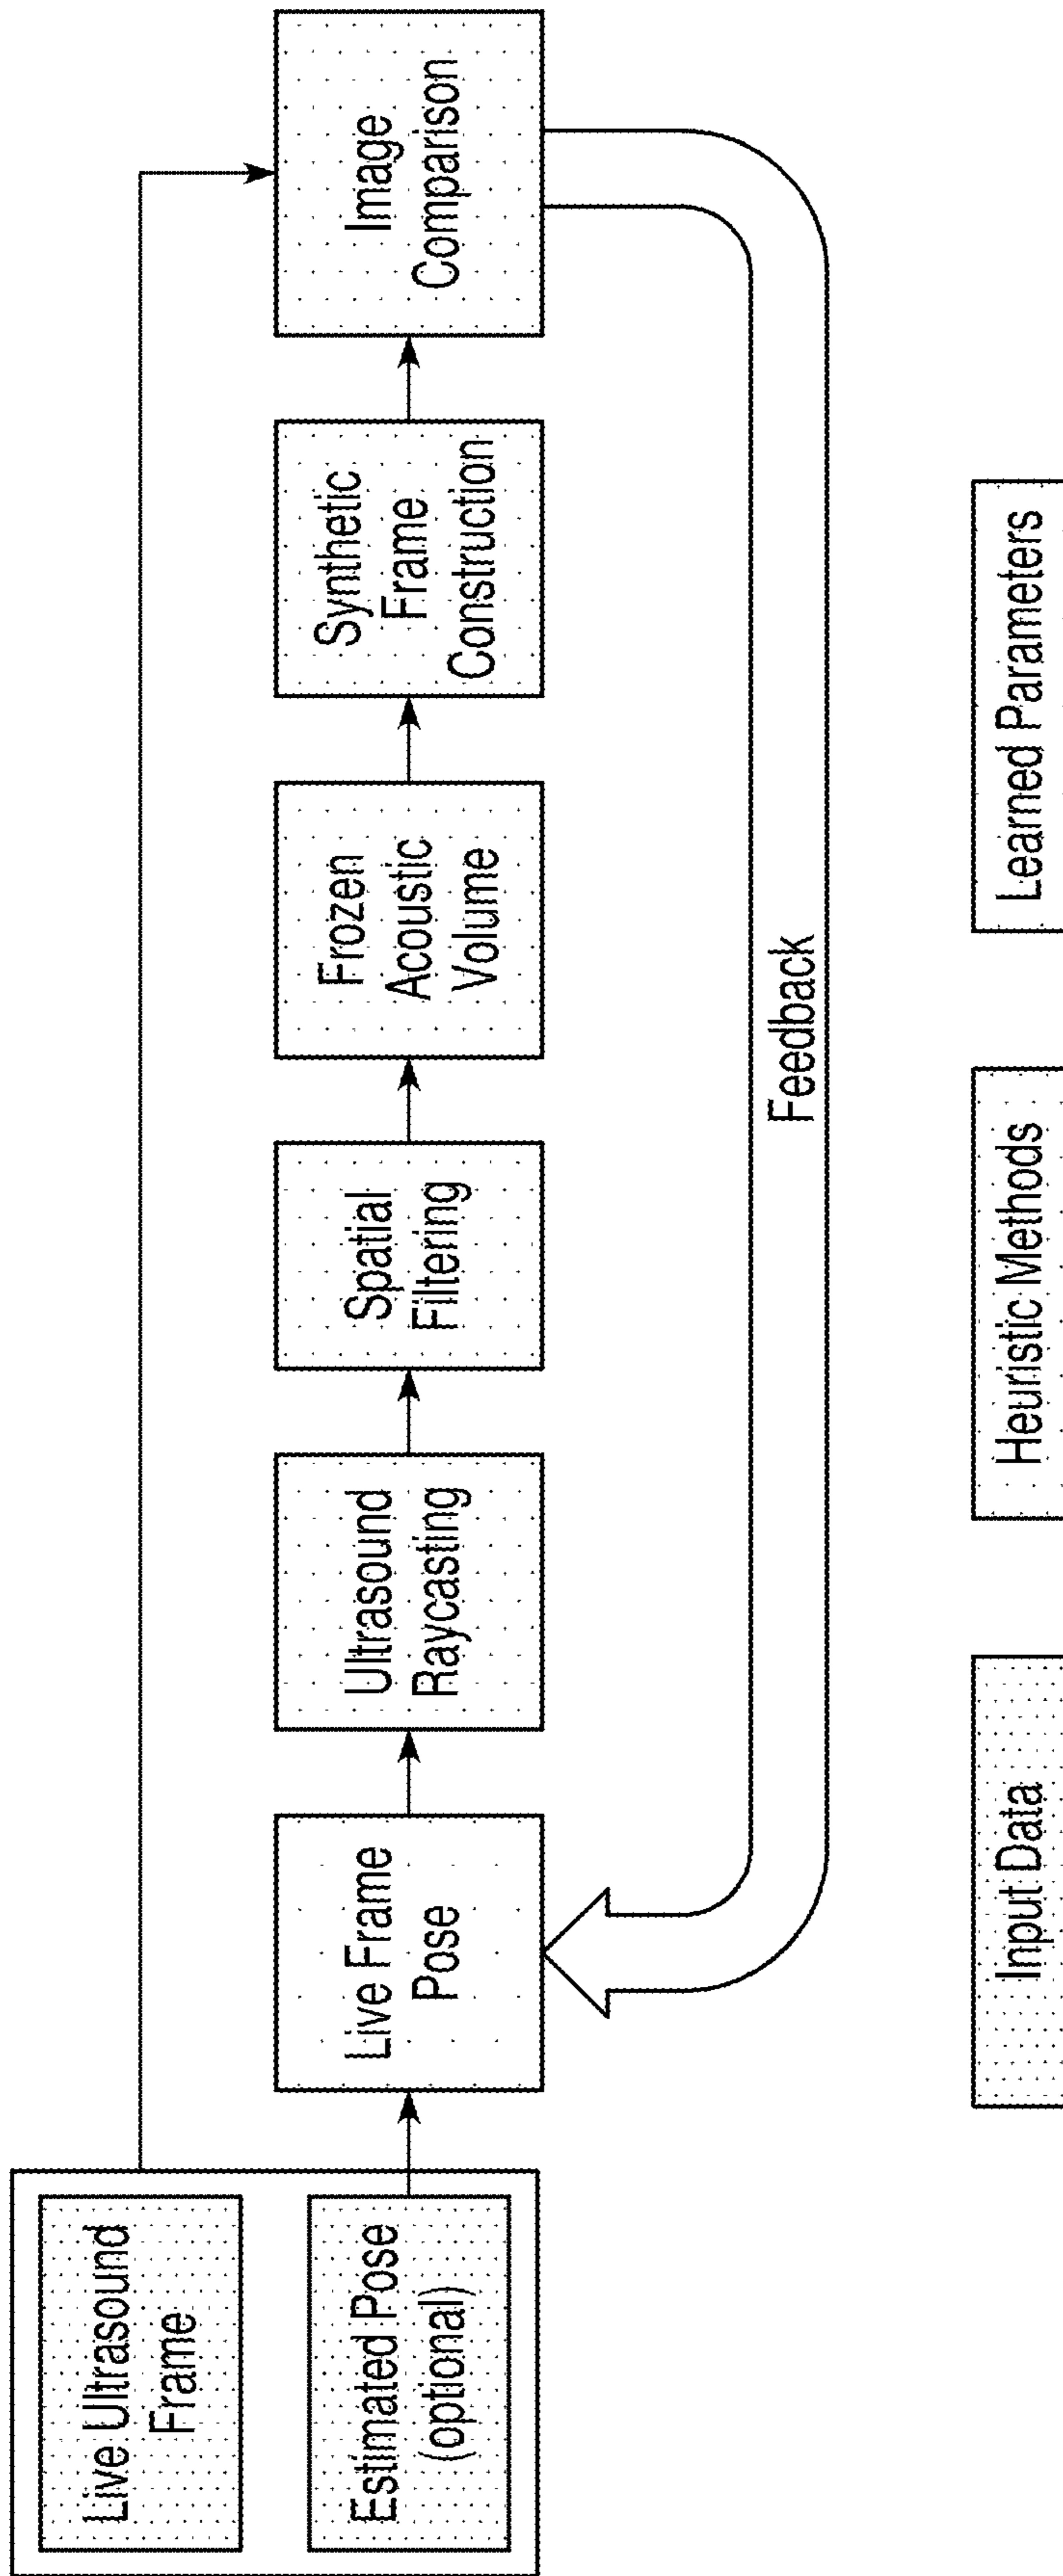 Live Ultrasound
Frame
Estimated Pose
(optional)
Live Frame
Pose
Ultrasound
Raycasting
Spatial
Filtering
Frozen
Acoustic
Volume
Synthetic
Frame
Construction
Image
Comparison
Feedback
Input Data
Heuristic Methods
Learned Parameters